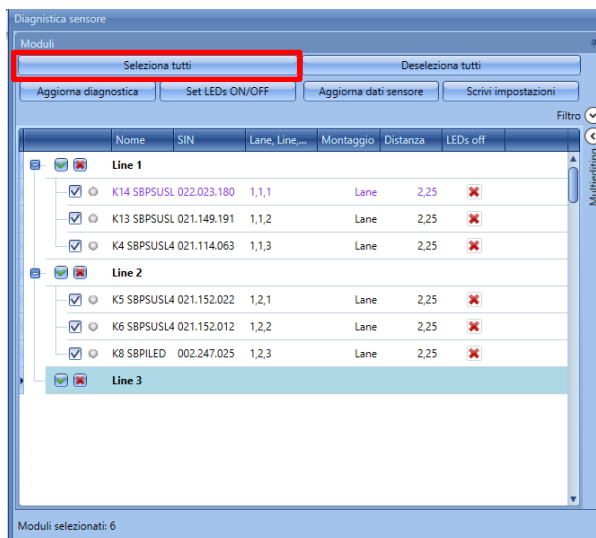 Diagnistica sensore
Moduli
Seleziona tutti Deseleziona tutti
Aggiorna diagnostica Set LEDs ON/OFF Aggiorna dati sensore Scrivi impostazioni
Filtro
Multiediting
Nome SIN Lane, Line,... Montaggio Distanza LEDs off
Line 1
K14 SBPSUSL 022.023.180 1,1,1 Lane 2,25
K13 SBPSUSL 021.149.191 1,1,2 Lane 2,25
K4 SBPSUSL4 021.114.063 1,1,3 Lane 2,25
Line 2
K5 SBPSUSL4 021.152.022 1,2,1 Lane 2,25
K6 SBPSUSL4 021.152.012 1,2,2 Lane 2,25
K8 SBPILED 002.247.025 1,2,3 Lane 2,25
Line 3
Moduli selezionati: 6